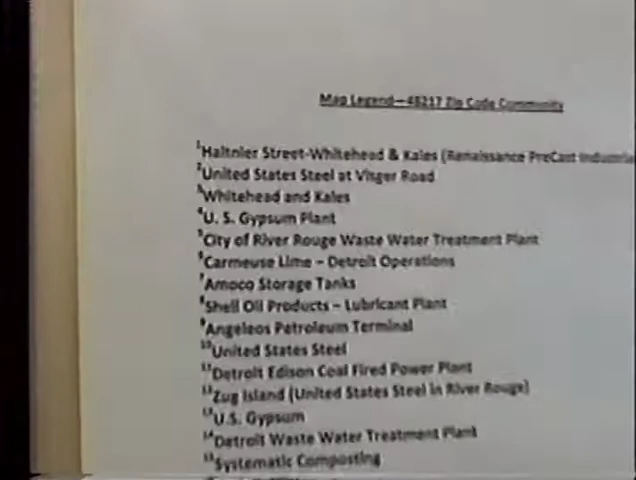 Map Legend—48217 Zip Code Community
1Haltnier Street-Whitehead & Kales (Renaissance PreCast Industrie
2United States Steel at Visger Road
3Whitehead and Kales
4U. S. Gypsum Plant
5City of River Rouge Waste Water Treatment Plant
6Carmeuse Lime – Detroit Operations
7Amoco Storage Tanks
8Shell Oil Products – Lubricant Plant
9Angeleos Petroleum Terminal
10United States Steel
11Detroit Edison Coal Fired Power Plant
12Zug Island (United States Steel in River Rouge)
13U.S. Gypsum
14Detroit Waste Water Treatment Plant
15Systematic Composting